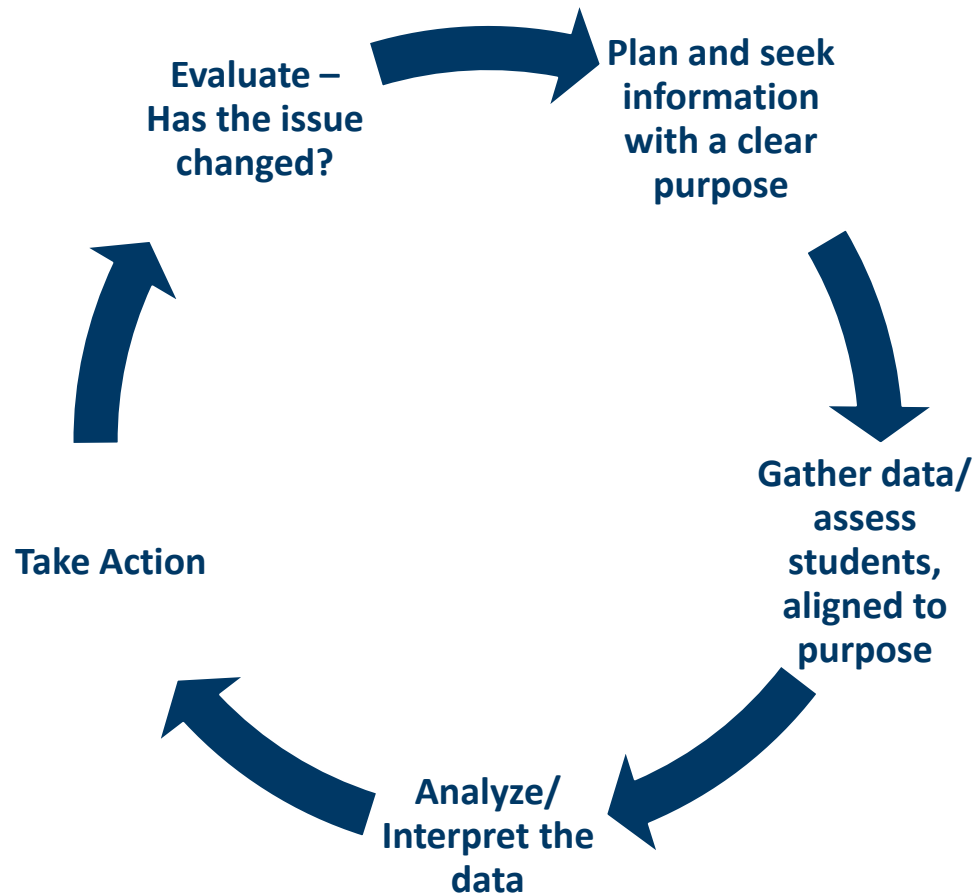 Plan and seek
information
with a clear
purpose
Gather data/
assess
students,
aligned to
purpose
Analyze/
Interpret the
data
Take Action
Evaluate –
Has the issue
changed?